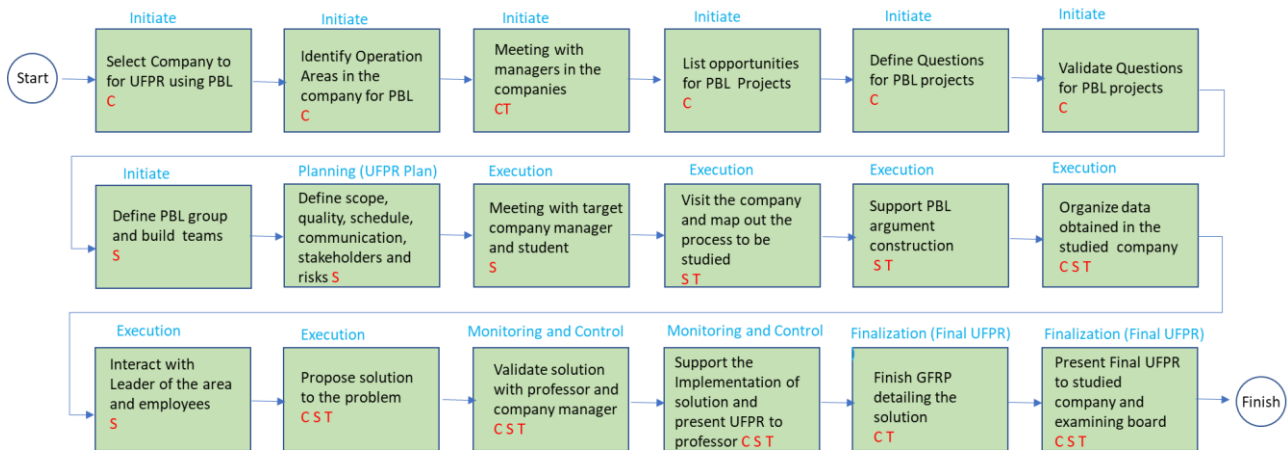 Initiate
Initiate
Initiate
Initiate
Initiate
Initiate
Start
Select Company to
for UFPR using PBL
C
Identify Operation
Areas in the
company for PBL
C
Meeting with
managers in the
companies
CT
List opportunities
for PBL Projects
C
Define Questions
for PBL projects
C
Validate Questions
for PBL projects
C
Initiate
Planning (UFPR Plan)
Execution
Execution
Execution
Execution
Define PBL group
and build teams
S
Define scope,
quality, schedule,
communication,
stakeholders and
risks S
Meeting with target
company manager
and student
S
Visit the company
and map out the
process to be
studied
S T
Support PBL
argument
construction
S T
Organize data
obtained in the
studied company
C S T
Execution
Execution
Monitoring and Control
Monitoring and Control
Finalization (Final UFPR)
Finalization (Final UFPR)
Interact with
Leader of the area
and employees
S
Propose solution
to the problem
C S T
Validate solution
with professor and
company manager
C S T
Support the
Implementation of
solution and
present UFPR to
professor C S T
Finish GFRP
detailing the
solution
C T
Present Final UFPR
to studied
company and
examining board
C S T
Finish